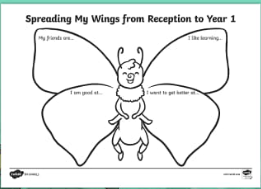 Spreading My Wings from Reception to Year 1
My friends are...
I like learning...
I am good at...
I want to get better at...